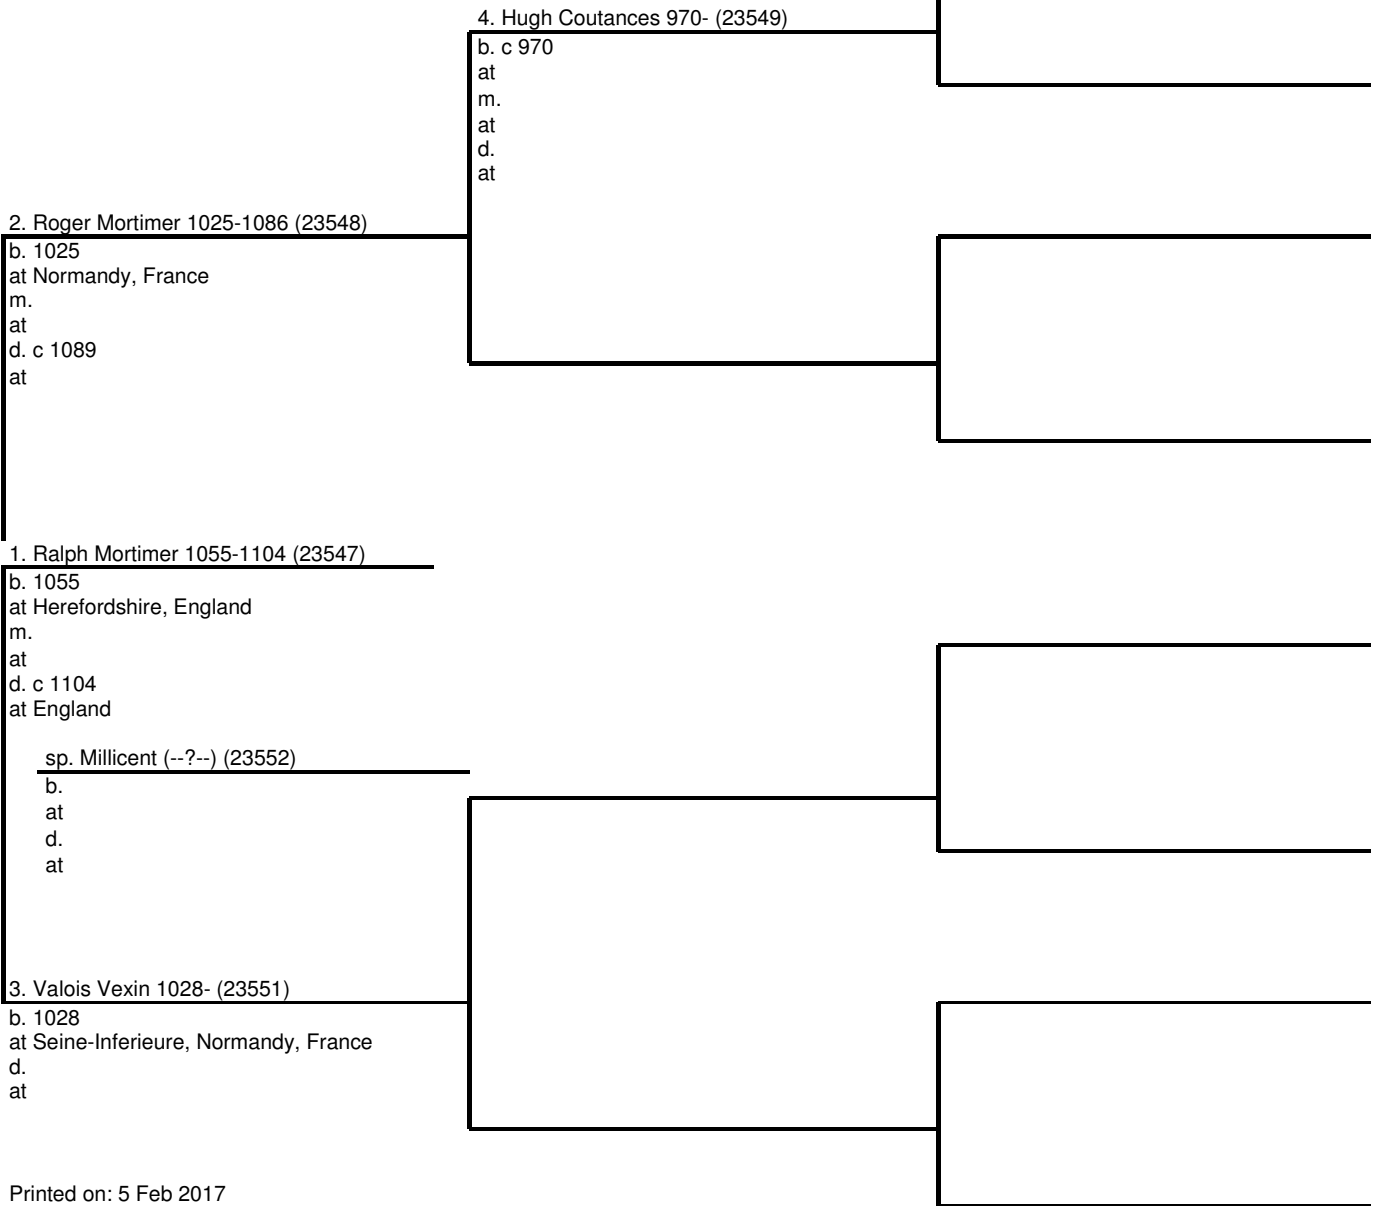 4. Hugh Coutances 970- (23549)
b. c 970
at
m.
at
d.
at
2. Roger Mortimer 1025-1086 (23548)
b. 1025
at Normandy, France
m.
at
d. c 1089
at
1. Ralph Mortimer 1055-1104 (23547)
b. 1055
at Herefordshire, England
m.
at
d. c 1104
at England
sp. Millicent (--?--) (23552)
b.
at
d.
at
3. Valois Vexin 1028- (23551)
b. 1028
at Seine-Inferieure, Normandy, France
d.
at
Printed on: 5 Feb 2017